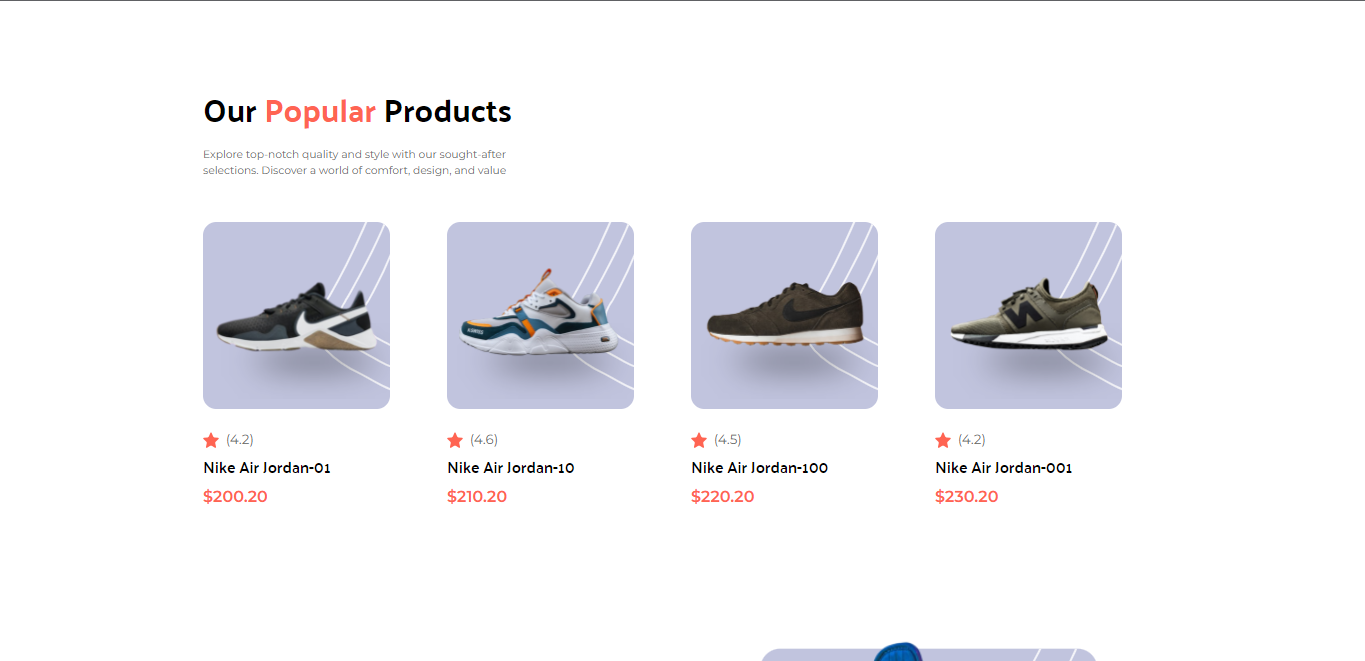 Our Popular Products
Explore top-notch quality and style with our sought-after
selections. Discover a world of comfort, design, and value
(4.2)
Nike Air Jordan-01
$200.20
(4.6)
Nike Air Jordan-10
$210.20
(4.5)
Nike Air Jordan-100
$220.20
(4.2)
Nike Air Jordan-001
$230.20